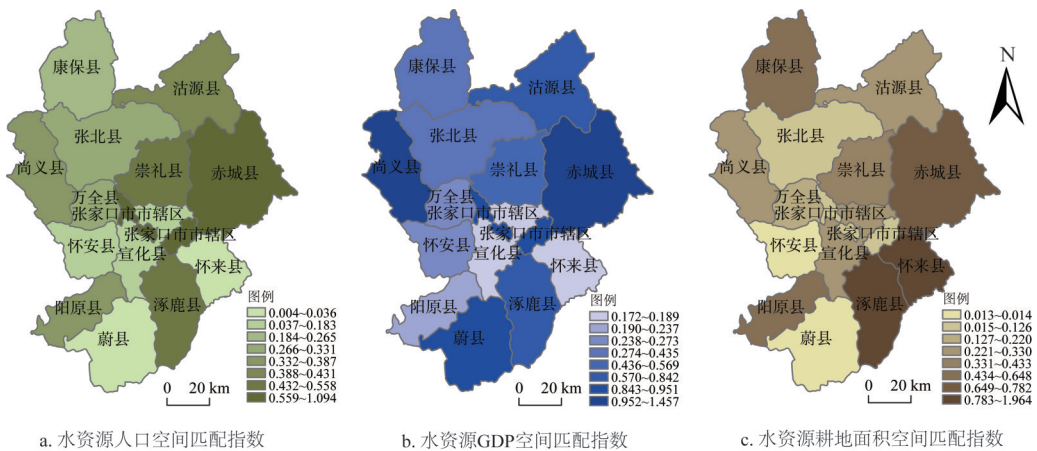 康保县
沽源县
张北县
尚义县
崇礼县
赤城县
万全县
张家口市市辖区
张家口市市辖区
怀安县
宣化县
怀来县
阳原县
涿鹿县
蔚县
图例
0.004~0.036
0.037~0.183
0.184~0.265
0.266~0.331
0.332~0.387
0.388~0.431
0.432~0.558
0.559~1.094
0 20 km
a. 水资源人口空间匹配指数
康保县
沽源县
张北县
尚义县
崇礼县
赤城县
万全县
张家口市市辖区
张家口市市辖区
怀安县
宣化县
怀来县
阳原县
涿鹿县
蔚县
图例
0.172~0.189
0.190~0.237
0.238~0.273
0.274~0.435
0.436~0.569
0.570~0.842
0.843~0.951
0.952~1.457
0 20 km
b. 水资源GDP空间匹配指数
N
康保县
沽源县
张北县
尚义县
崇礼县
赤城县
万全县
张家口市市辖区
张家口市市辖区
怀安县
宣化县
怀来县
阳原县
涿鹿县
蔚县
图例
0.013~0.014
0.015~0.126
0.127~0.220
0.221~0.330
0.331~0.433
0.434~0.648
0.649~0.782
0.783~1.964
0 20 km
c. 水资源耕地面积空间匹配指数